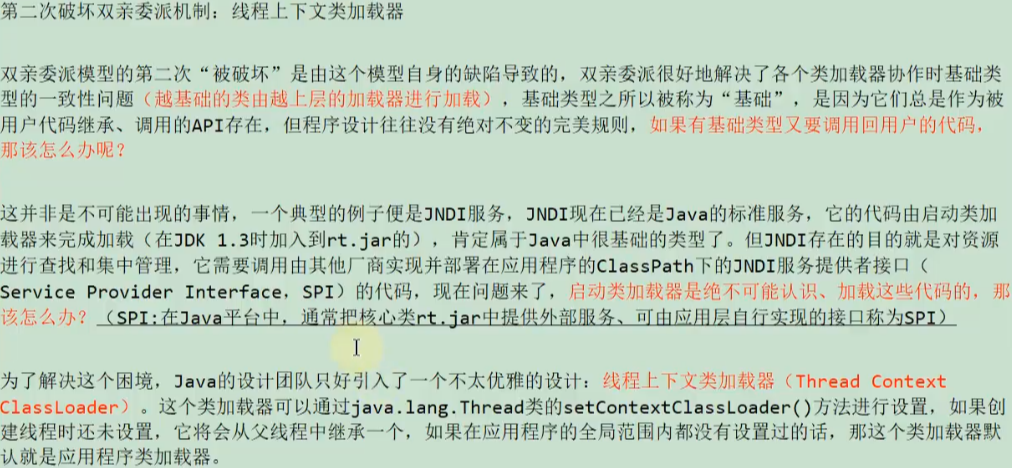 第二次破坏双亲委派机制：线程上下文类加载器
双亲委派模型的第二次“被破坏”是由这个模型自身的缺陷导致的，双亲委派很好地解决了各个类加载器协作时基础类
型的一致性问题（越基础的类由越上层的加载器进行加载），基础类型之所以被称为“基础”，是因为它们总是作为被
用户代码继承、调用的API存在，但程序设计往往没有绝对不变的完美规则，如果有基础类型又要调用回用户的代码，
那该怎么办呢？
这并非是不可能出现的事情，一个典型的例子便是JNDI服务，JNDI现在已经是Java的标准服务，它的代码由启动类加
载器来完成加载（在JDK 1.3时加入到rt.jar的），肯定属于Java中很基础的类型了。但JNDI存在的目的就是对资源
进行查找和集中管理，它需要调用由其他厂商实现并部署在应用程序的ClassPath下的JNDI服务提供者接口（
Service Provider Interface，SPI）的代码，现在问题来了，启动类加载器是绝不可能认识、加载这些代码的，那
该怎么办？（SPI:在Java平台中，通常把核心类rt.jar中提供外部服务、可由应用层自行实现的接口称为SPI）
为了解决这个困境，Java的设计团队只好引入了一个不太优雅的设计：线程上下文类加载器（Thread Context
ClassLoader）。这个类加载器可以通过java.lang.Thread类的setContextClassLoader()方法进行设置，如果创
建线程时还未设置，它将会从父线程中继承一个，如果在应用程序的全局范围内都没有设置过的话，那这个类加载器默
认就是应用程序类加载器。